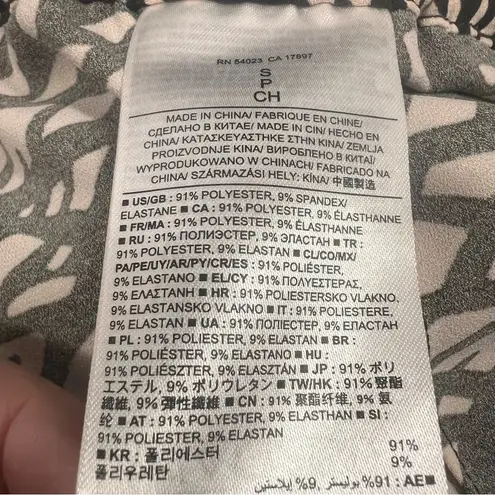 RN 54023 CA 17897
S
P
CH
MADE IN CHINA/ FABRIQUE EN CHINE/
СДЕЛАНО В КИТАЕ/ MADE IN CIN/ HECHO EN
CHINA/ ΚΑΤΑΣΚΕΥΑΣΤΗΚΕ ΣΤΗΝ ΚΙΝΑ/ ZEMLJA
PROIZVODNJE KINA/ ВИРОБЛЕНО В КИТАЇ/
WYPRODUKOWANO W CHINACH/ FABRICADO NA
CHINA/ SZÁRMAZÁSI HELY: KÍNA/ 中國製造
■ US/GB : 91% POLYESTER, 9% SPANDEX/
ELASTANE ■ CA : 91% POLYESTER, 9% ÉLASTHANNE
■ FR/MA : 91% POLYESTER, 9% ÉLASTHANNE
■ RU : 91% ПОЛИЭСТЕР, 9% ЭЛАСТАН ■ TR :
91% POLYESTER, 9% ELASTAN ■ CL/CO/MX/
PA/PE/UY/AR/PY/CR/ES : 91% POLIÉSTER,
9% ELASTANO ■ EL/CY : 91% ΠΟΛΥΕΣΤΕΡΑΣ,
9% ΕΛΑΣΤΑΝΗ ■ HR : 91% POLIESTERSKO VLAKNO,
9% ELASTANSKO VLAKNO ■ IT : 91% POLIESTERE,
9% ELASTAN ■ UA : 91% ПОЛІЕСТЕР, 9% ЕЛАСТАН
■ PL : 91% POLIESTER, 9% ELASTAN ■ BR :
91% POLIÉSTER, 9% ELASTANO ■ HU :
91% POLIÉSZTER, 9% ELASZTÁN ■ JP : 91% ポリ
エステル, 9% ポリウレタン ■ TW/HK : 91% 聚酯
纖維, 9% 彈性纖維 ■ CN : 91% 聚酯纤维, 9% 氨
纶 ■ AT : 91% POLYESTER, 9% ELASTHAN ■ SI :
91% POLIESTER, 9% ELASTAN
■ KR : 폴리에스터 91%
폴리우레탄 9%
■ AE : 91% بوليستر, 9% إيلاستين